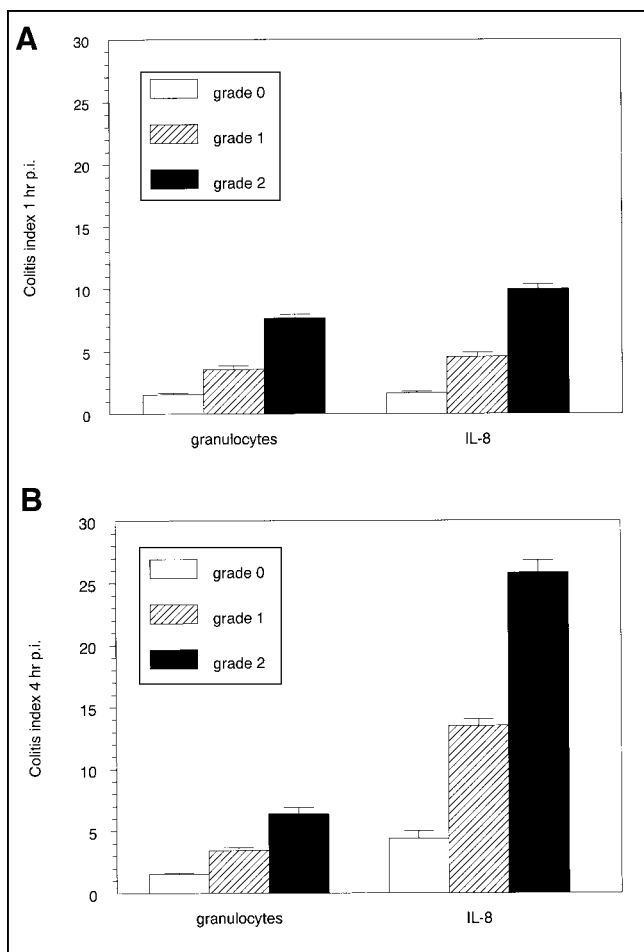 A
Colitis index 1 hr p.i.
30
25
20
15
10
5
0
grade 0
grade 1
grade 2
granulocytes IL-8
B
Colitis index 4 hr p.i.
30
25
20
15
10
5
0
grade 0
grade 1
grade 2
granulocytes IL-8